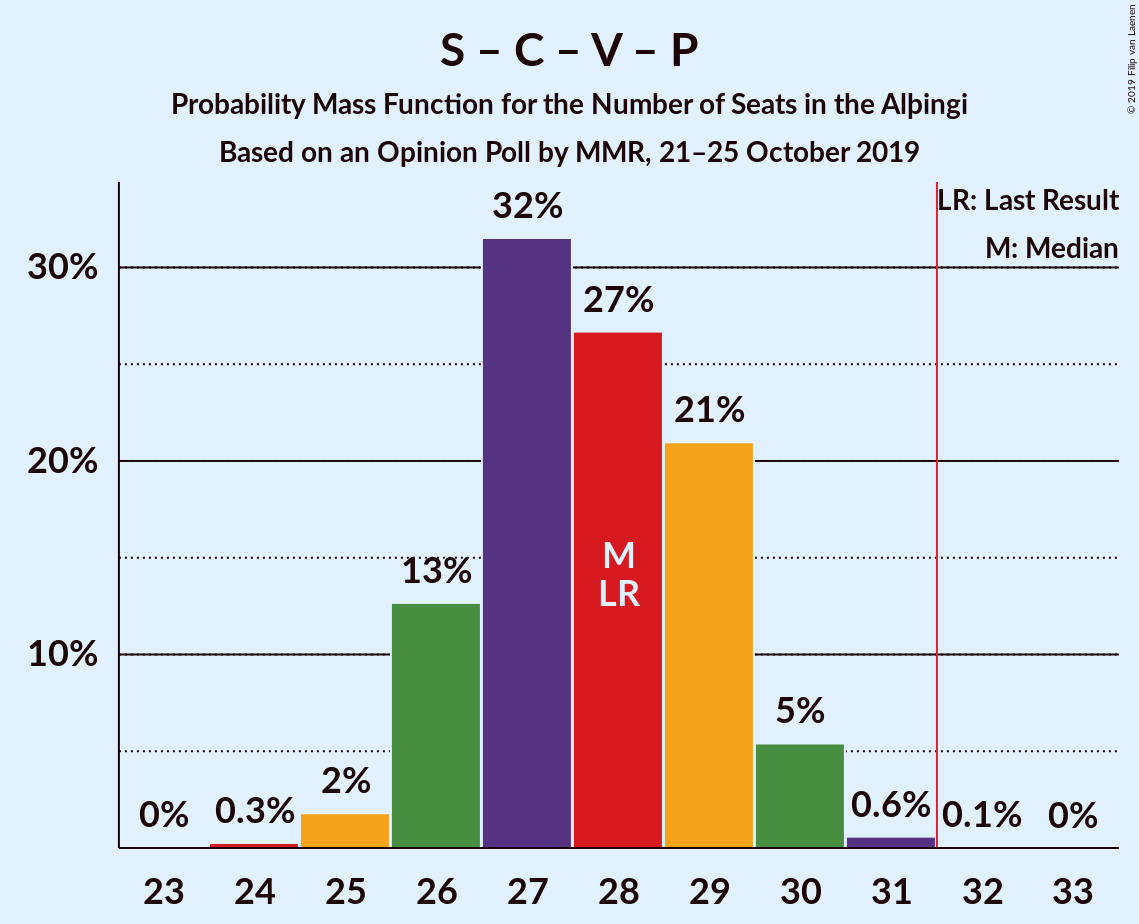 S – C – V – P
Probability Mass Function for the Number of Seats in the Alþingi
Based on an Opinion Poll by MMR, 21–25 October 2019
© 2019 Filip van Laenen
LR: Last Result
M: Median
30%
20%
10%
0%
0.3%
2%
13%
32%
27%
21%
5%
0.6%
0.1%
0%
M
LR
23 24 25 26 27 28 29 30 31 32 33